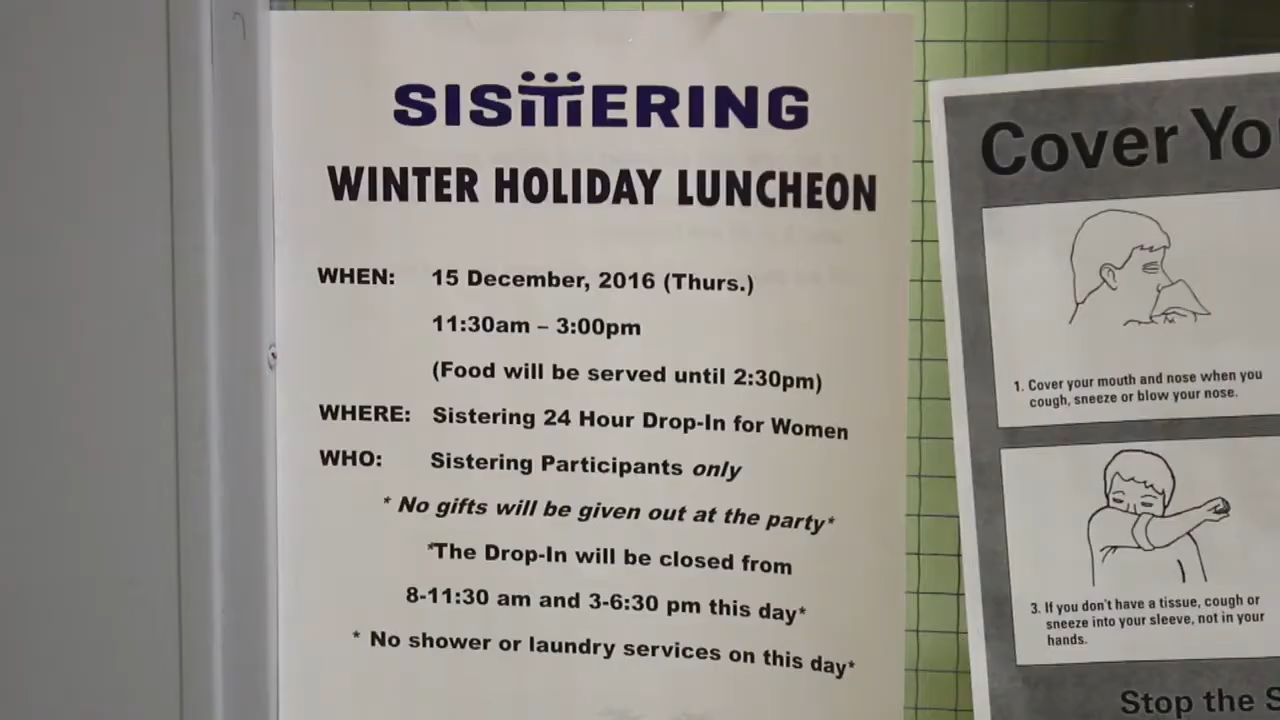 SISTERING
WINTER HOLIDAY LUNCHEON
WHEN: 15 December, 2016 (Thurs.)
11:30am – 3:00pm
(Food will be served until 2:30pm)
WHERE: Sistering 24 Hour Drop-In for Women
WHO: Sistering Participants only
* No gifts will be given out at the party*
*The Drop-In will be closed from
8-11:30 am and 3-6:30 pm this day*
* No shower or laundry services on this day*
Cover Yo
1. Cover your mouth and nose when you
cough, sneeze or blow your nose.
3. If you don't have a tissue, cough or
sneeze into your sleeve, not in your
hands.
Stop the S